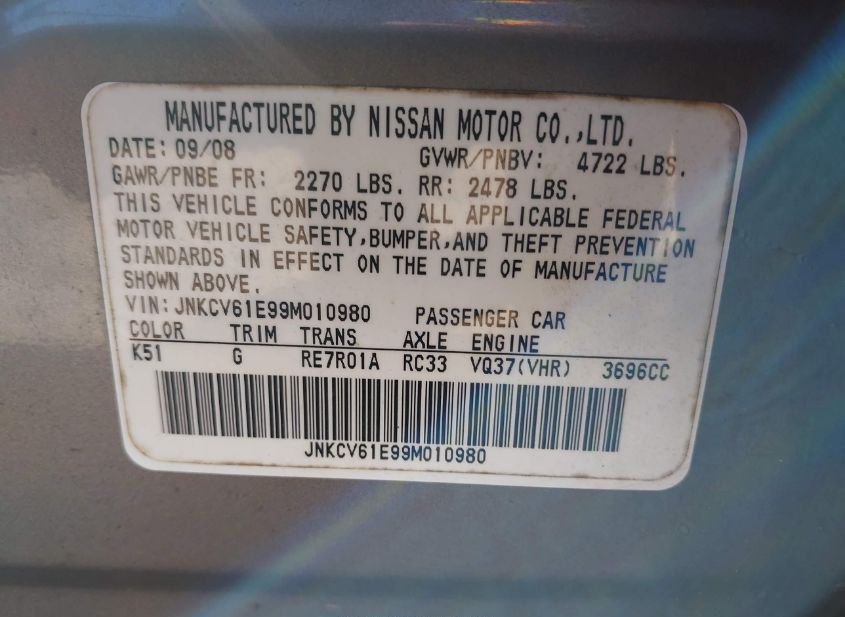 MANUFACTURED BY NISSAN MOTOR CO.,LTD.
DATE: 09/08 GVWR/PNBV: 4722 LBS.
GAWR/PNBE FR: 2270 LBS. RR: 2478 LBS.
THIS VEHICLE CONFORMS TO ALL APPLICABLE FEDERAL
MOTOR VEHICLE SAFETY,BUMPER,AND THEFT PREVENTION
STANDARDS IN EFFECT ON THE DATE OF MANUFACTURE
SHOWN ABOVE.
VIN: JNKCV61E99M010980 PASSENGER CAR
COLOR TRIM TRANS AXLE ENGINE
K51 G RE7R01A RC33 VQ37(VHR) 3696CC
JNKCV61E99M010980